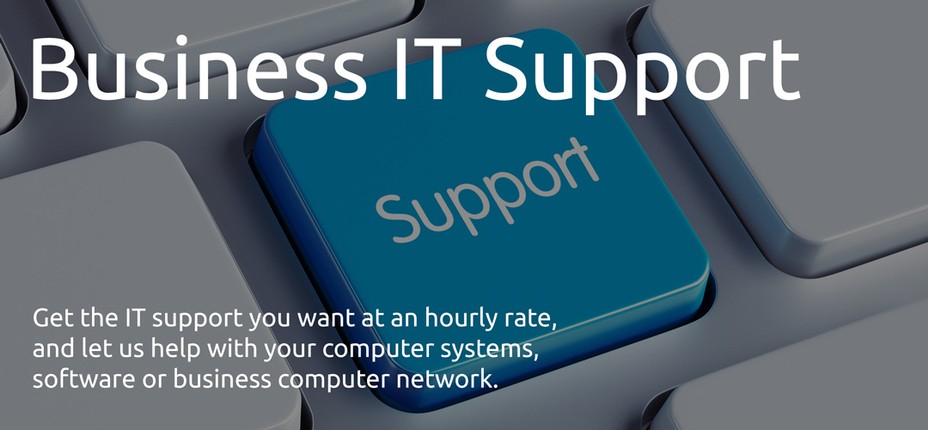 Business IT Support
Support
Get the IT support you want at an hourly rate,
and let us help with your computer systems,
software or business computer network.